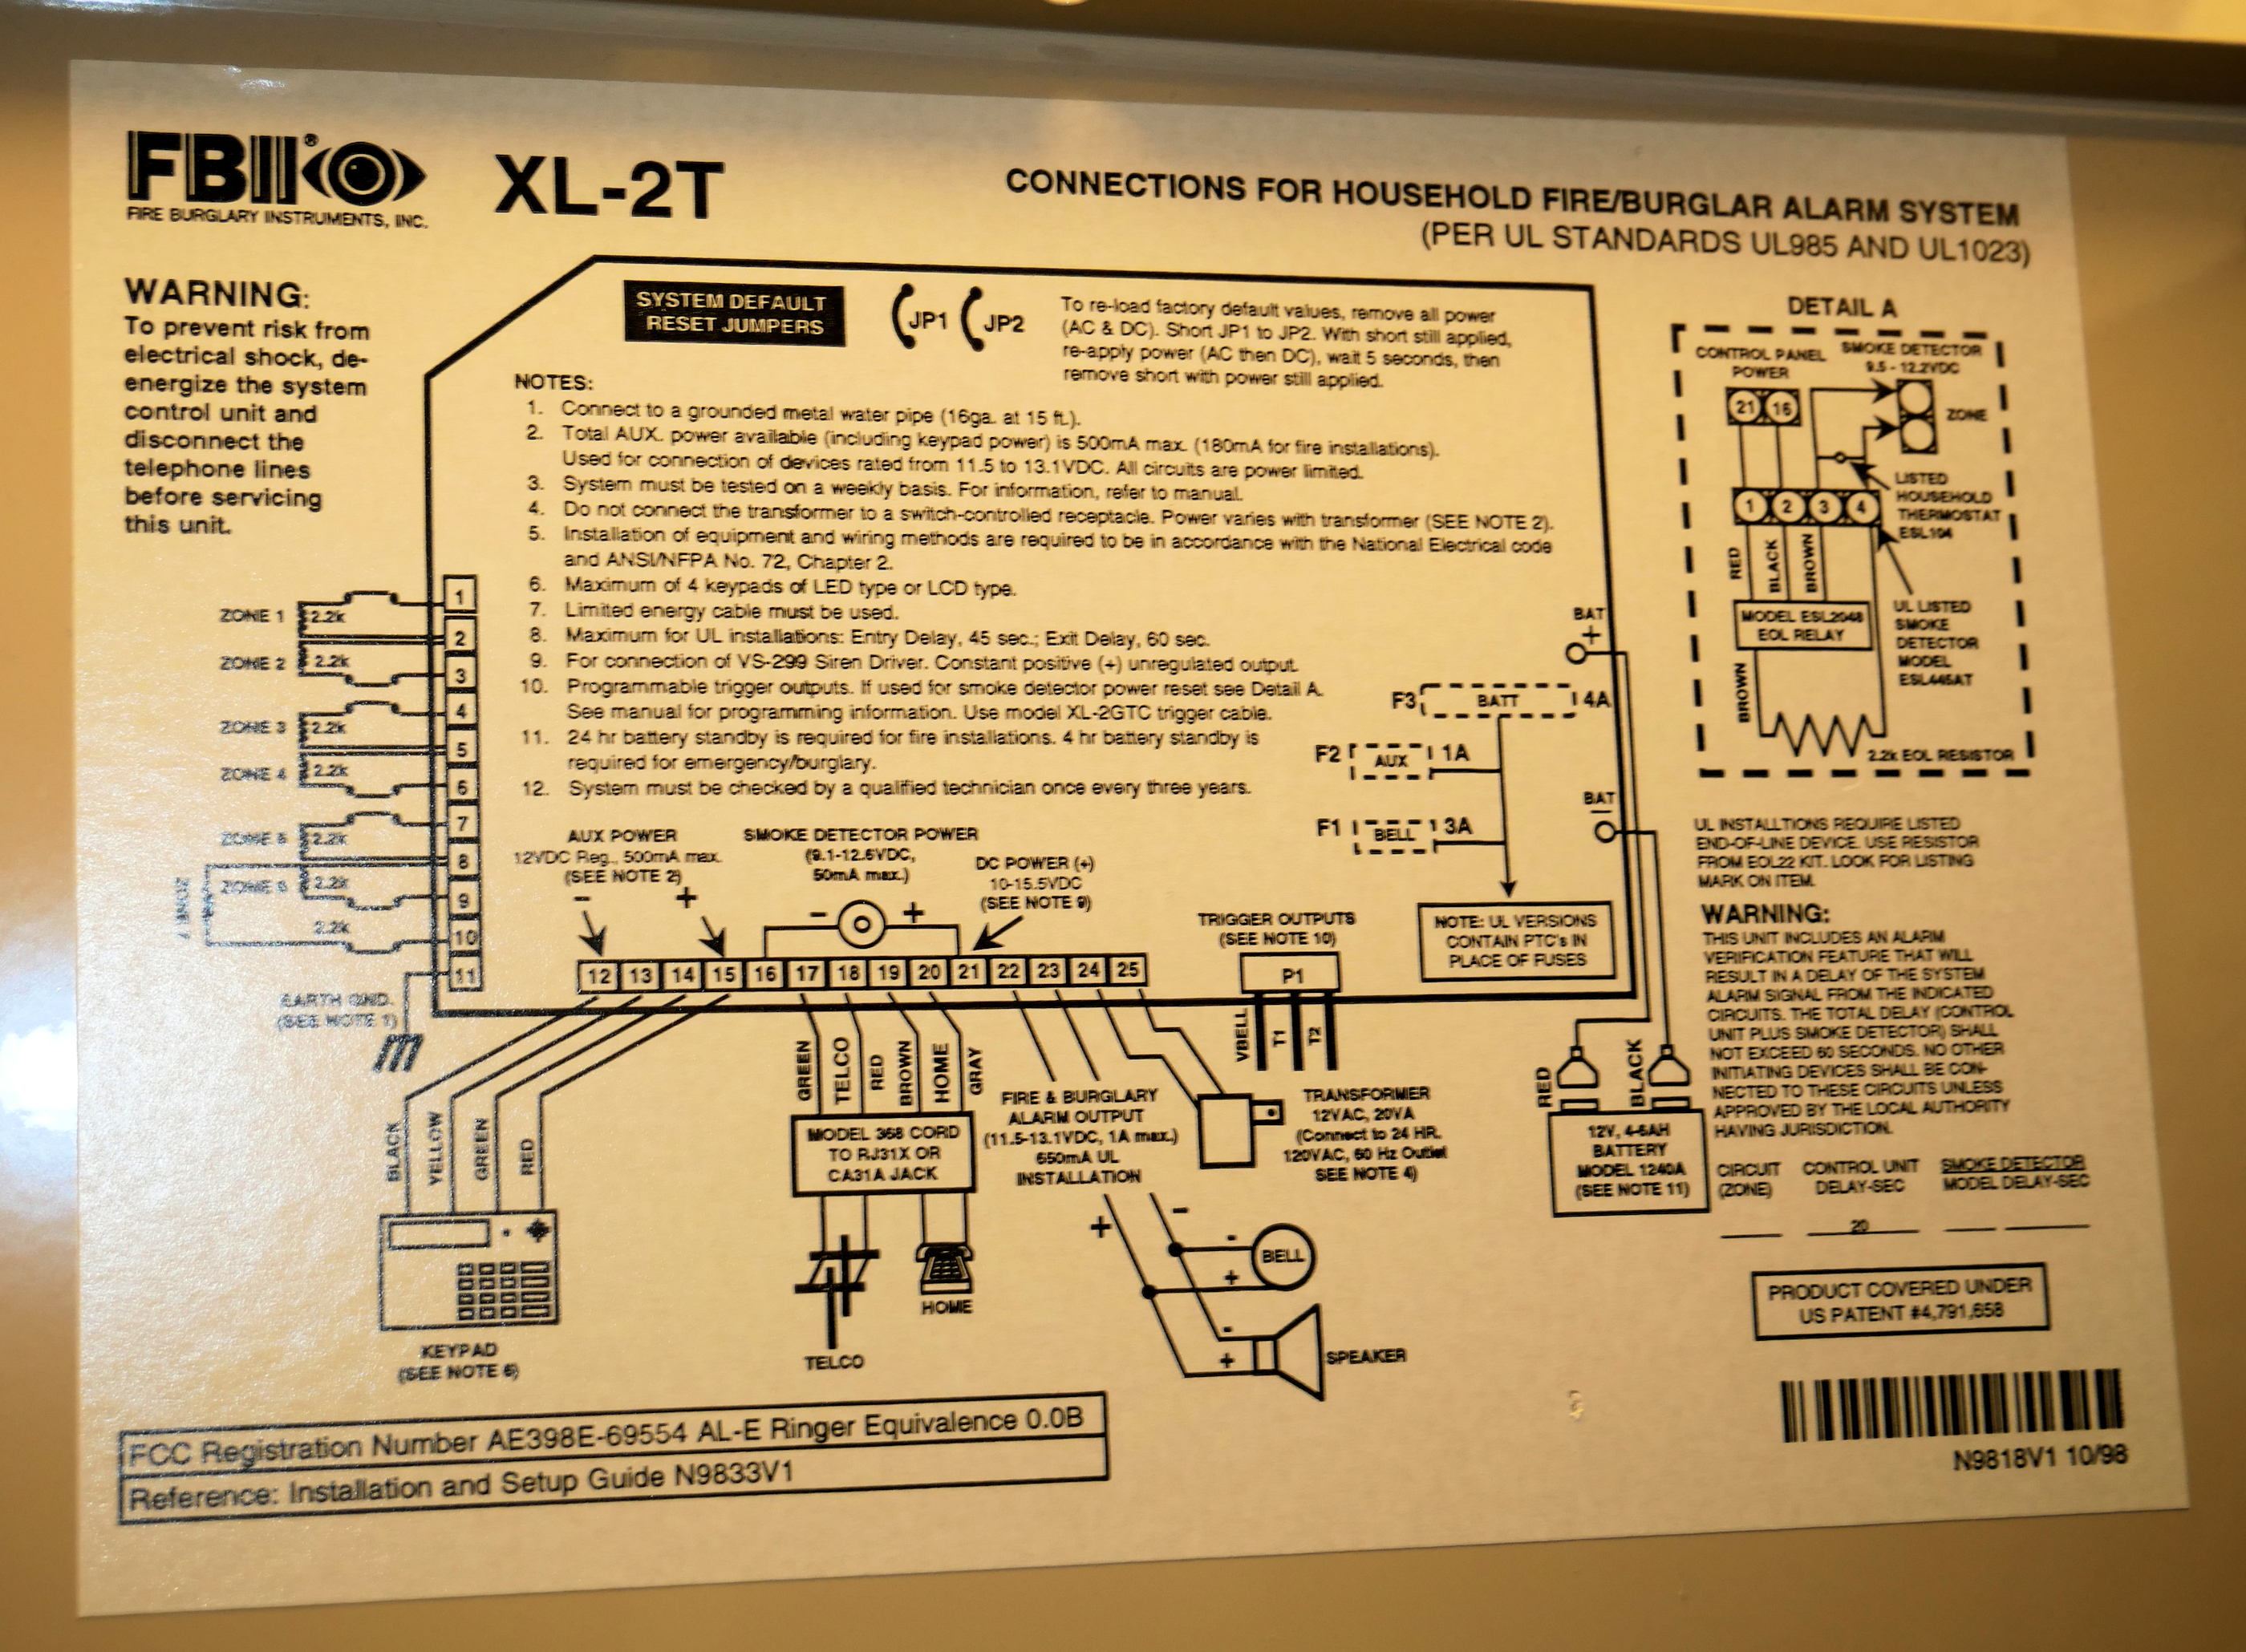 FBII®
FIRE BURGLARY INSTRUMENTS, INC.
XL-2T
CONNECTIONS FOR HOUSEHOLD FIRE/BURGLAR ALARM SYSTEM
(PER UL STANDARDS UL985 AND UL1023)
WARNING:
To prevent risk from
electrical shock, de-
energize the system
control unit and
disconnect the
telephone lines
before servicing
this unit.
SYSTEM DEFAULT
RESET JUMPERS
JP1
JP2
To re-load factory default values, remove all power
(AC & DC). Short JP1 to JP2. With short still applied,
re-apply power (AC then DC), wait 5 seconds, then
remove short with power still applied.
NOTES:
1. Connect to a grounded metal water pipe (16ga. at 15 ft.).
2. Total AUX. power available (including keypad power) is 500mA max. (180mA for fire installations).
Used for connection of devices rated from 11.5 to 13.1VDC. All circuits are power limited.
3. System must be tested on a weekly basis. For information, refer to manual.
4. Do not connect the transformer to a switch-controlled receptacle. Power varies with transformer (SEE NOTE 2).
5. Installation of equipment and wiring methods are required to be in accordance with the National Electrical code
and ANSI/NFPA No. 72, Chapter 2.
6. Maximum of 4 keypads of LED type or LCD type.
7. Limited energy cable must be used.
8. Maximum for UL installations: Entry Delay, 45 sec.; Exit Delay, 60 sec.
9. For connection of VS-299 Siren Driver. Constant positive (+) unregulated output.
10. Programmable trigger outputs. If used for smoke detector power reset see Detail A.
See manual for programming information. Use model XL-2GTC trigger cable.
11. 24 hr battery standby is required for fire installations. 4 hr battery standby is
required for emergency/burglary.
12. System must be checked by a qualified technician once every three years.
ZONE 1
2.2k
ZONE 2
2.2k
ZONE 3
2.2k
ZONE 4
2.2k
ZONE 5
2.2k
ZONE 6
2.2k
ZONE 7
2.2k
1
2
3
4
5
6
7
8
9
10
11
EARTH GND.
(SEE NOTE 1)
AUX POWER
12VDC Reg., 500mA max.
(SEE NOTE 2)
- +
SMOKE DETECTOR POWER
(9.1-12.6VDC,
50mA max.)
- +
DC POWER (+)
10-15.5VDC
(SEE NOTE 9)
12 13 14 15 16 17 18 19 20 21 22 23 24 25
TRIGGER OUTPUTS
(SEE NOTE 10)
P1
VBELL
T1
T2
BAT
+
F3 BATT 4A
F2 AUX 1A
F1 BELL 3A
BAT
-
NOTE: UL VERSIONS
CONTAIN PTC's IN
PLACE OF FUSES
BLACK
YELLOW
GREEN
RED
KEYPAD
(SEE NOTE 6)
GREEN
TELCO
RED
BROWN
HOME
GRAY
MODEL 368 CORD
TO RJ31X OR
CA31A JACK
TELCO
HOME
FIRE & BURGLARY
ALARM OUTPUT
(11.5-13.1VDC, 1A max.)
650mA UL
INSTALLATION
+ -
- BELL
+
-
+ SPEAKER
TRANSFORMER
12VAC, 20VA
(Connect to 24 HR.
120VAC, 60 Hz Outlet
SEE NOTE 4)
RED
BLACK
12V, 4-6AH
BATTERY
MODEL 1240A
(SEE NOTE 11)
DETAIL A
CONTROL PANEL
POWER
SMOKE DETECTOR
9.5 - 12.2VDC
21 16
ZONE
1 2 3 4
LISTED
HOUSEHOLD
THERMOSTAT
ESL104
RED
BLACK
BROWN
MODEL ESL2048
EOL RELAY
UL LISTED
SMOKE
DETECTOR
MODEL
ESL445AT
BROWN
2.2k EOL RESISTOR
UL INSTALLTIONS REQUIRE LISTED
END-OF-LINE DEVICE. USE RESISTOR
FROM EOL22 KIT. LOOK FOR LISTING
MARK ON ITEM.
WARNING:
THIS UNIT INCLUDES AN ALARM
VERIFICATION FEATURE THAT WILL
RESULT IN A DELAY OF THE SYSTEM
ALARM SIGNAL FROM THE INDICATED
CIRCUITS. THE TOTAL DELAY (CONTROL
UNIT PLUS SMOKE DETECTOR) SHALL
NOT EXCEED 60 SECONDS. NO OTHER
INITIATING DEVICES SHALL BE CON-
NECTED TO THESE CIRCUITS UNLESS
APPROVED BY THE LOCAL AUTHORITY
HAVING JURISDICTION.
CIRCUIT CONTROL UNIT SMOKE DETECTOR
(ZONE) DELAY-SEC MODEL DELAY-SEC
20
PRODUCT COVERED UNDER
US PATENT #4,791,658
N9818V1 10/98
FCC Registration Number AE398E-69554 AL-E Ringer Equivalence 0.0B
Reference: Installation and Setup Guide N9833V1